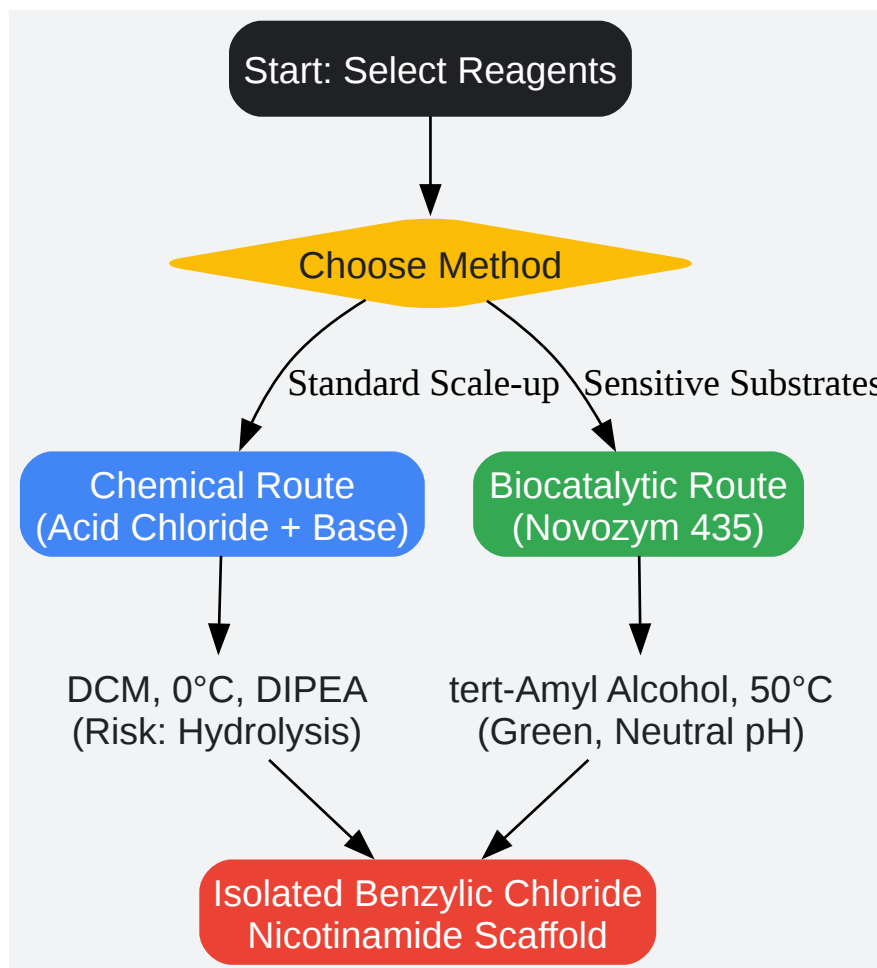 Start: Select Reagents
Choose Method
Standard Scale-up
Sensitive Substrates
Chemical Route
(Acid Chloride + Base)
Biocatalytic Route
(Novozym 435)
DCM, 0°C, DIPEA
(Risk: Hydrolysis)
tert-Amyl Alcohol, 50°C
(Green, Neutral pH)
Isolated Benzylic Chloride
Nicotinamide Scaffold